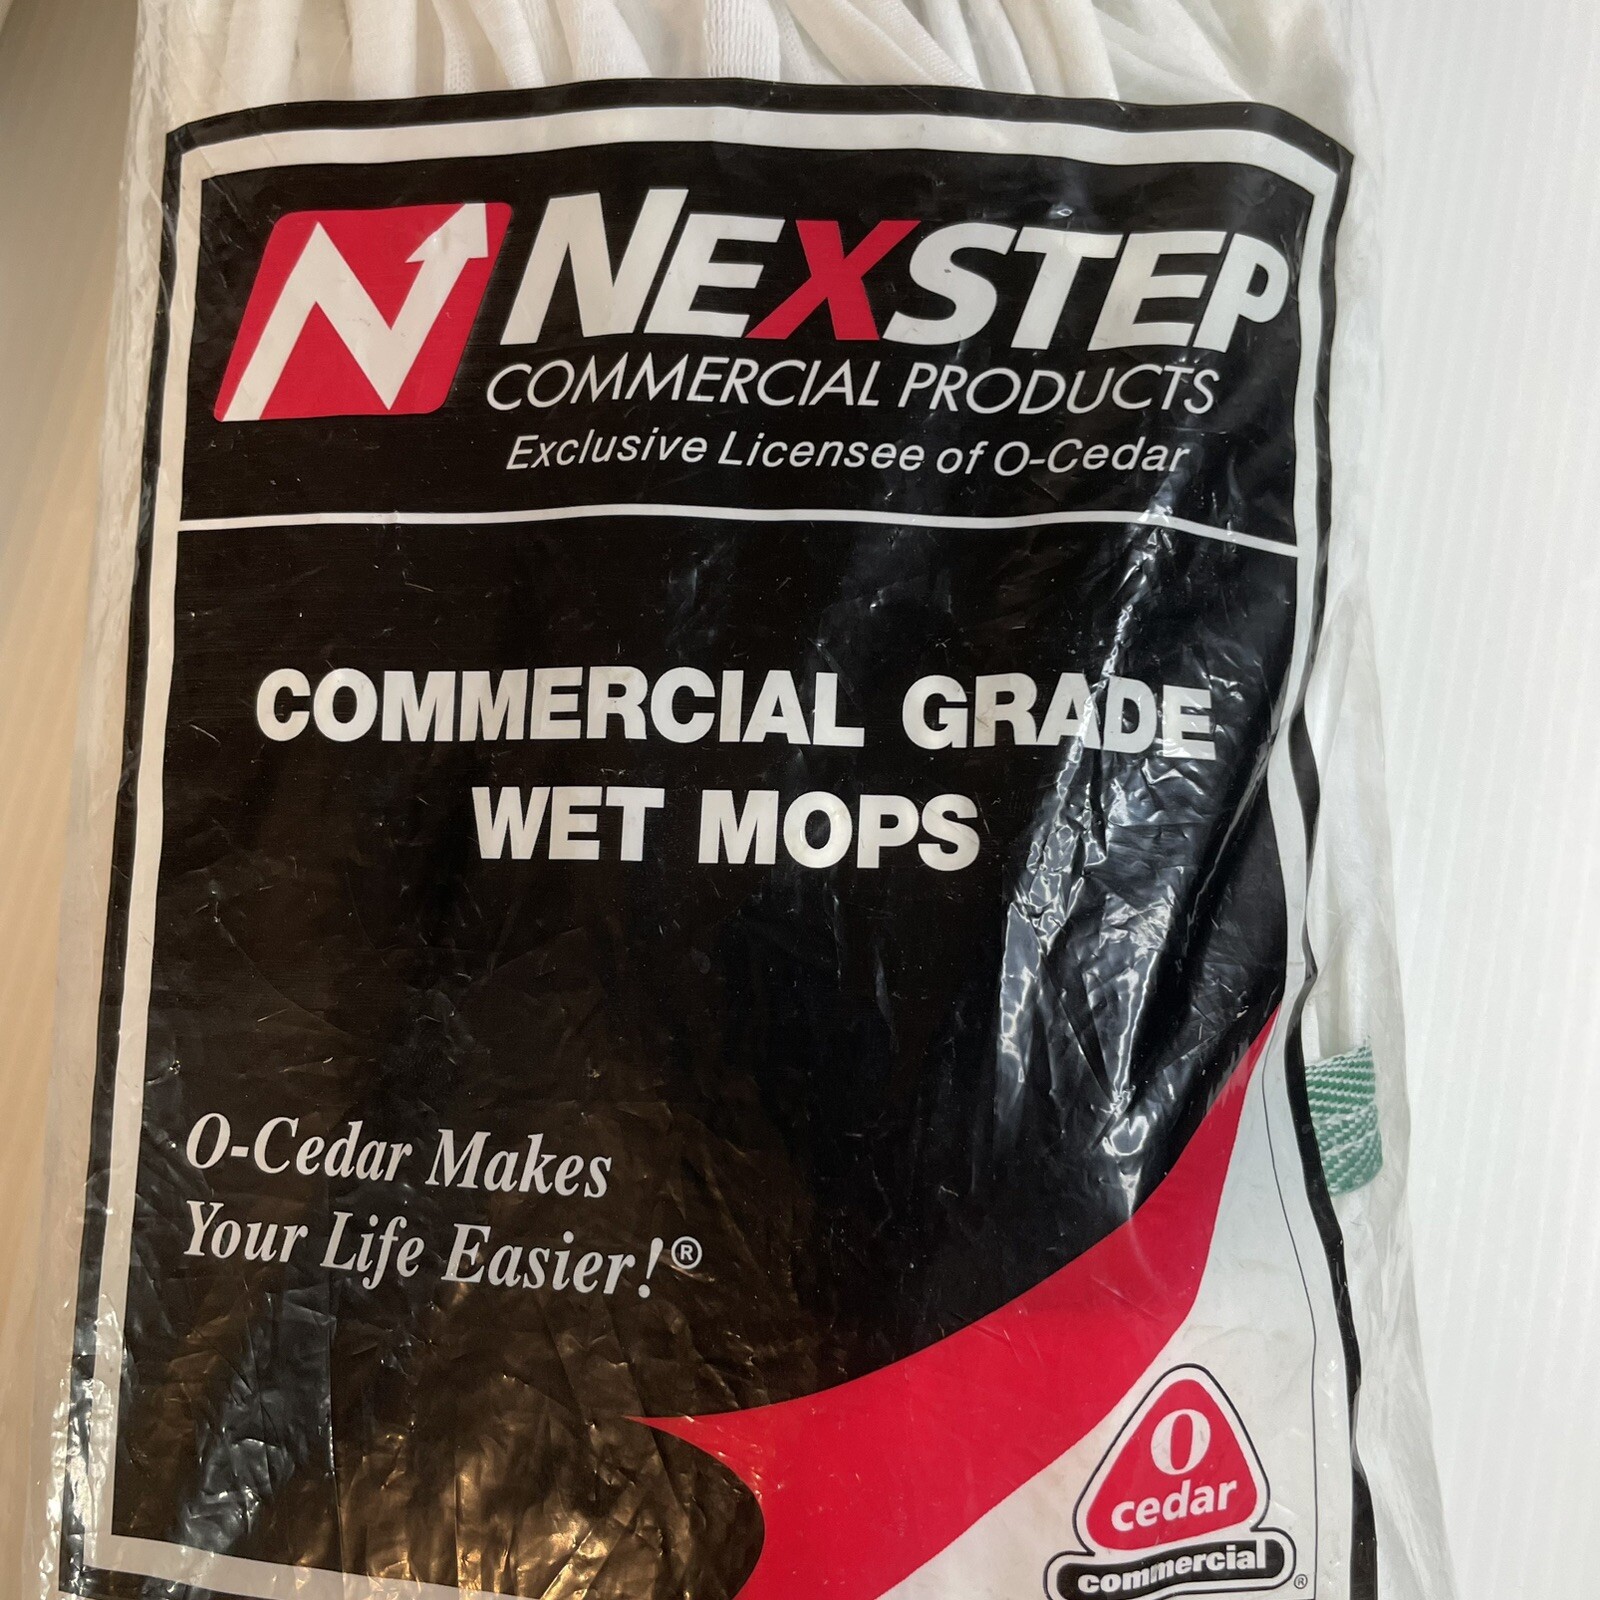 NEXSTEP
COMMERCIAL PRODUCTS
Exclusive Licensee of O-Cedar
COMMERCIAL GRADE
WET MOPS
O-Cedar Makes
Your Life Easier!®
O
cedar
commercial ®